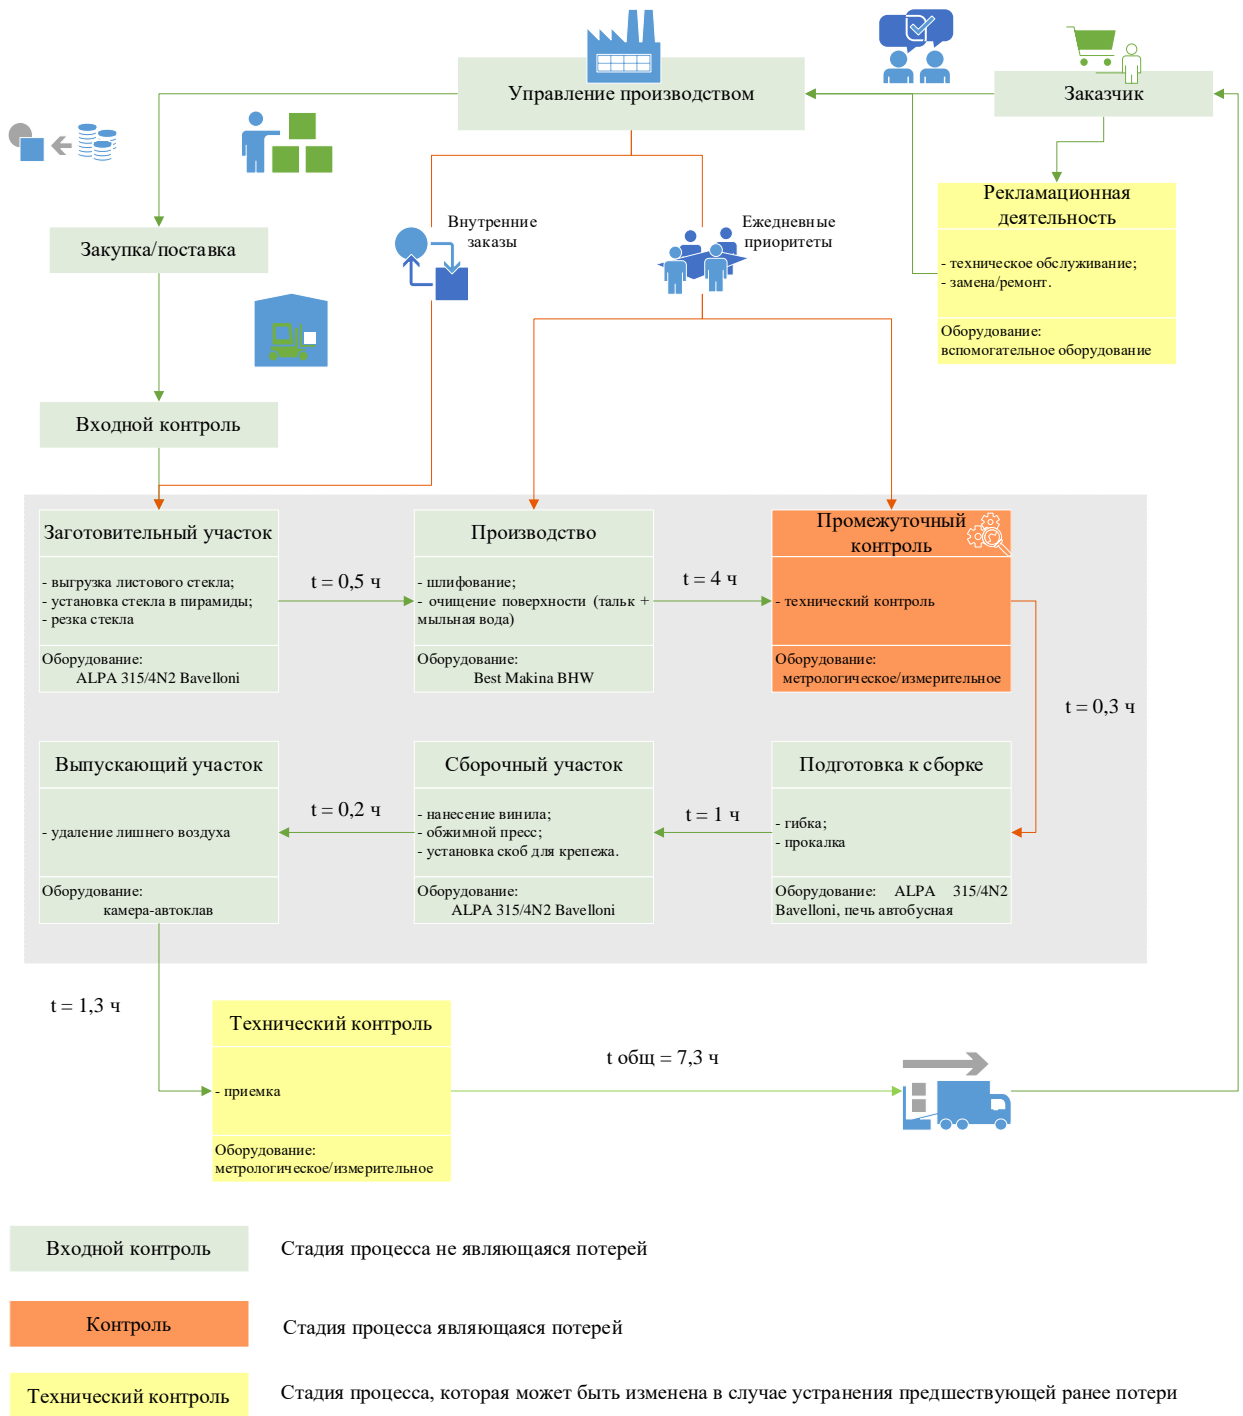 Управление производством
Заказчик
Рекламационная
деятельность
- техническое обслуживание;
- замена/ремонт.
Оборудование:
вспомогательное оборудование
Внутренние
заказы
Ежедневные
приоритеты
Закупка/поставка
Входной контроль
Заготовительный участок
- выгрузка листового стекла;
- установка стекла в пирамиды;
- резка стекла
Оборудование:
ALPA 315/4N2 Bavelloni
t = 0,5 ч
Производство
- шлифование;
- очищение поверхности (тальк +
мыльная вода)
Оборудование:
Best Makina BHW
t = 4 ч
Промежуточный
контроль
- технический контроль
Оборудование:
метрологическое/измерительное
t = 0,3 ч
Подготовка к сборке
- гибка;
- прокалка
Оборудование: ALPA 315/4N2
Bavelloni, печь автобусная
t = 1 ч
Сборочный участок
- нанесение винила;
- обжимной пресс;
- установка скоб для крепежа.
Оборудование:
ALPA 315/4N2 Bavelloni
t = 0,2 ч
Выпускающий участок
- удаление лишнего воздуха
Оборудование:
камера-автоклав
t = 1,3 ч
Технический контроль
- приемка
Оборудование:
метрологическое/измерительное
t общ = 7,3 ч
Входной контроль
Стадия процесса не являющаяся потерей
Контроль
Стадия процесса являющаяся потерей
Технический контроль
Стадия процесса, которая может быть изменена в случае устранения предшествующей ранее потери